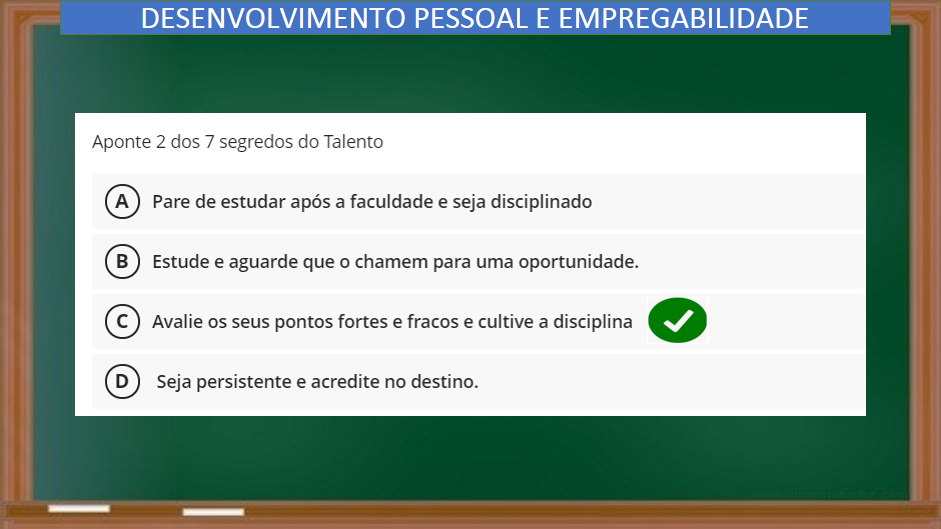 DESENVOLVIMENTO PESSOAL E EMPREGABILIDADE
Aponte 2 dos 7 segredos do Talento
A Pare de estudar após a faculdade e seja disciplinado
B Estude e aguarde que o chamem para uma oportunidade.
C Avalie os seus pontos fortes e fracos e cultive a disciplina
D Seja persistente e acredite no destino.